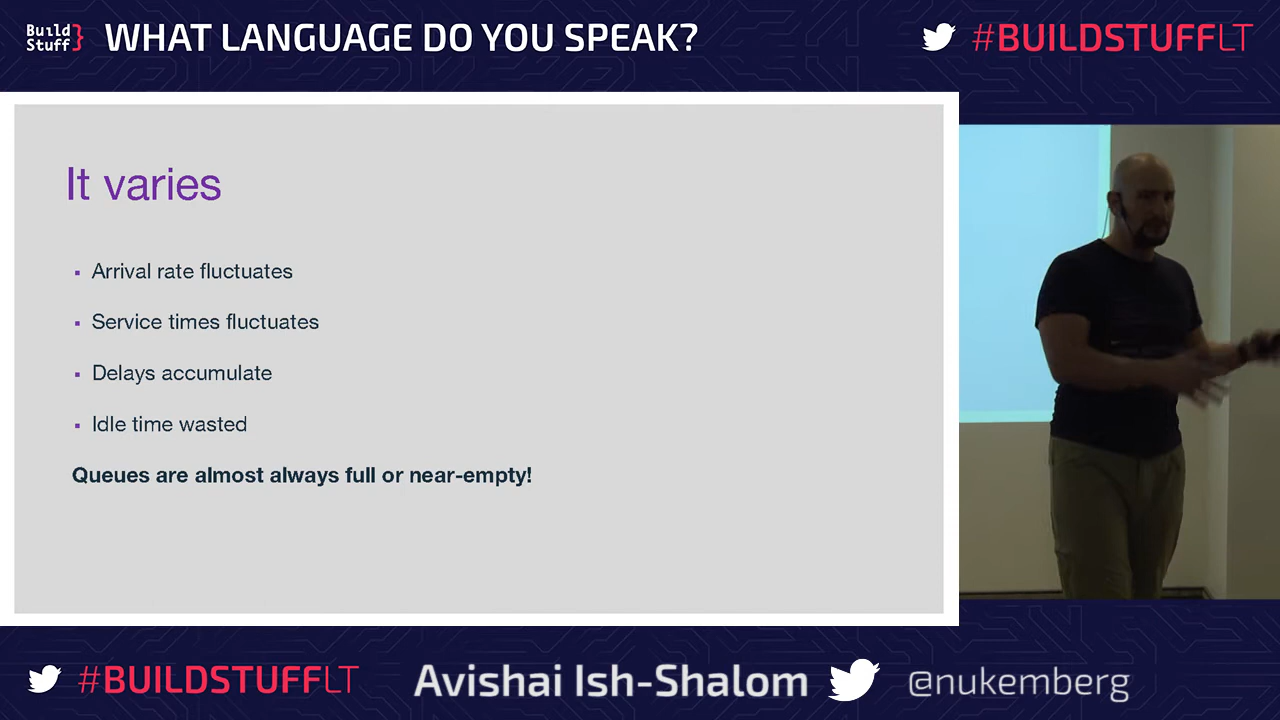 Build
Stuff}
WHAT LANGUAGE DO YOU SPEAK?
#BUILDSTUFFLT
It varies
▪ Arrival rate fluctuates
▪ Service times fluctuates
▪ Delays accumulate
▪ Idle time wasted
Queues are almost always full or near-empty!
#BUILDSTUFFLT
Avishai Ish-Shalom
@nukemberg